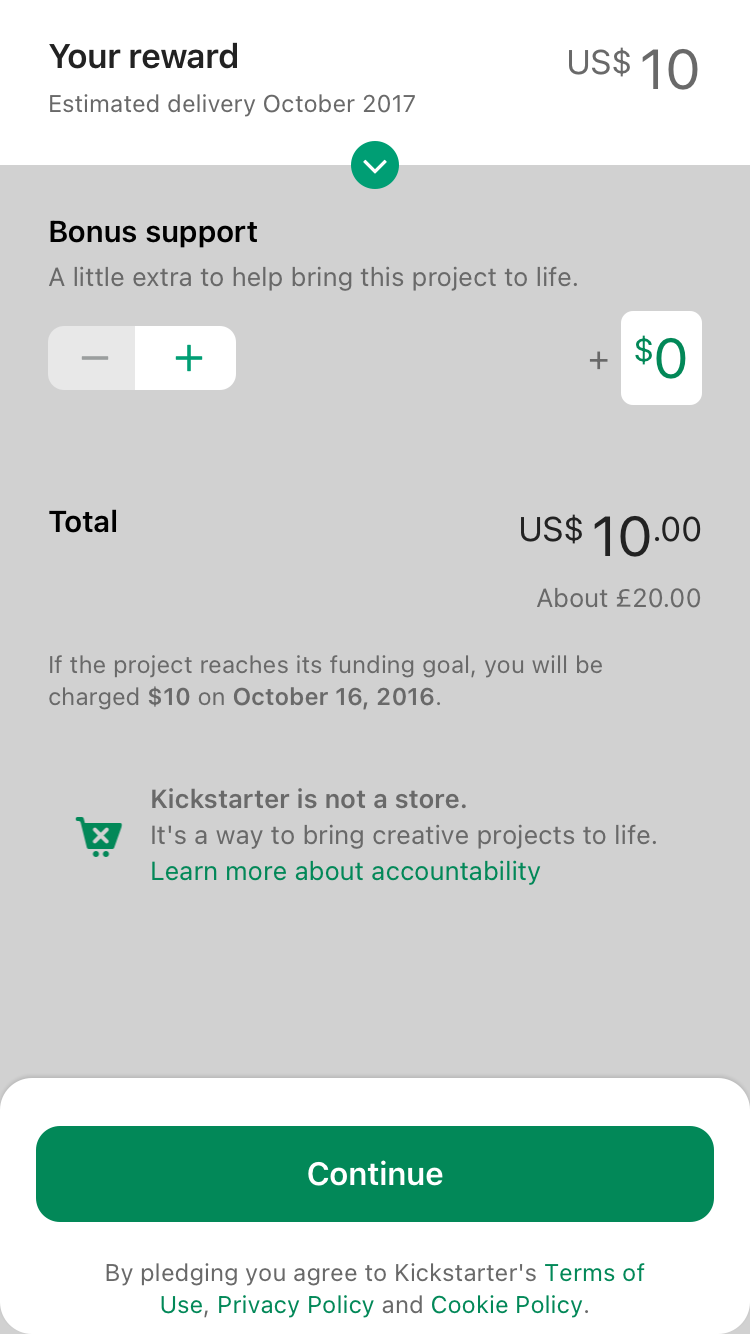 Your reward
US$ 10
Estimated delivery October 2017
Bonus support
A little extra to help bring this project to life.
− + + $0
Total
US$ 10.00
About £20.00
If the project reaches its funding goal, you will be
charged $10 on October 16, 2016.
Kickstarter is not a store.
It's a way to bring creative projects to life.
Learn more about accountability
Continue
By pledging you agree to Kickstarter's Terms of
Use, Privacy Policy and Cookie Policy.